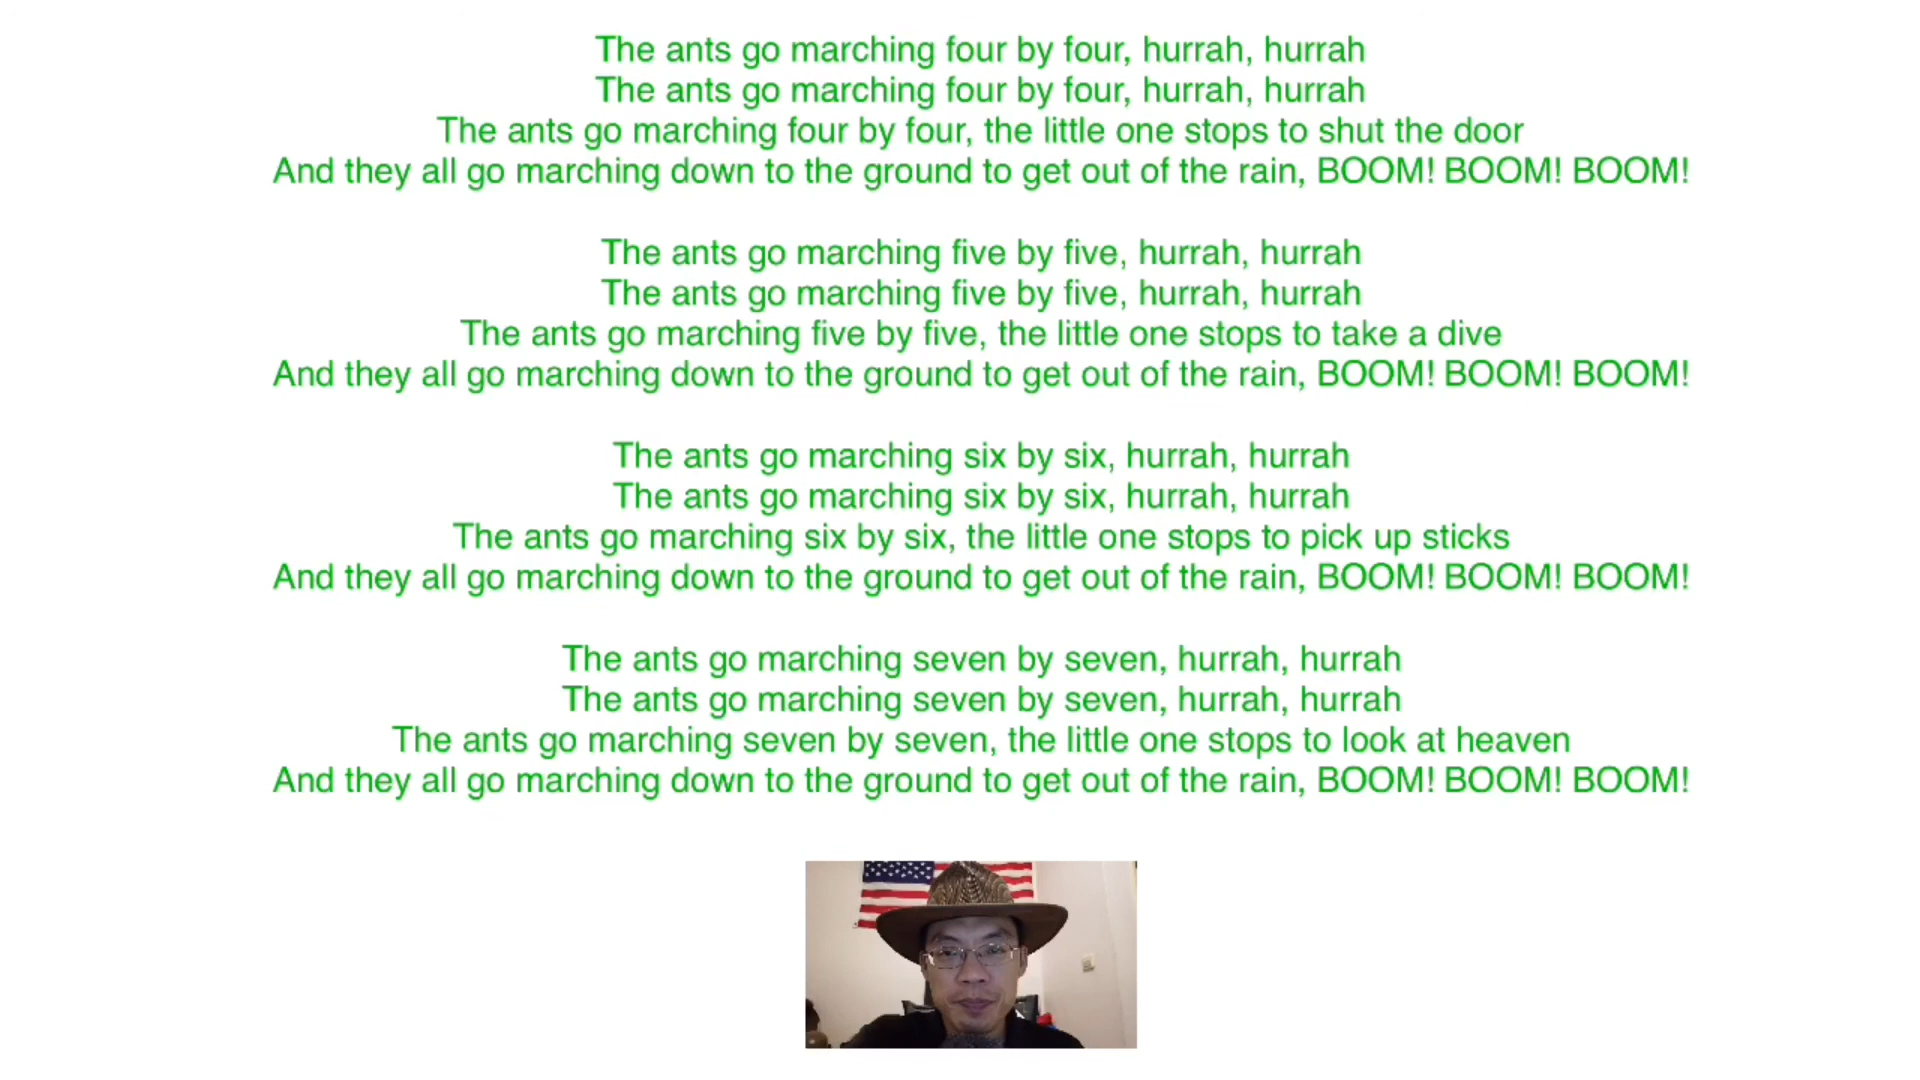 The ants go marching four by four, hurrah, hurrah
The ants go marching four by four, hurrah, hurrah
The ants go marching four by four, the little one stops to shut the door
And they all go marching down to the ground to get out of the rain, BOOM! BOOM! BOOM!
The ants go marching five by five, hurrah, hurrah
The ants go marching five by five, hurrah, hurrah
The ants go marching five by five, the little one stops to take a dive
And they all go marching down to the ground to get out of the rain, BOOM! BOOM! BOOM!
The ants go marching six by six, hurrah, hurrah
The ants go marching six by six, hurrah, hurrah
The ants go marching six by six, the little one stops to pick up sticks
And they all go marching down to the ground to get out of the rain, BOOM! BOOM! BOOM!
The ants go marching seven by seven, hurrah, hurrah
The ants go marching seven by seven, hurrah, hurrah
The ants go marching seven by seven, the little one stops to look at heaven
And they all go marching down to the ground to get out of the rain, BOOM! BOOM! BOOM!